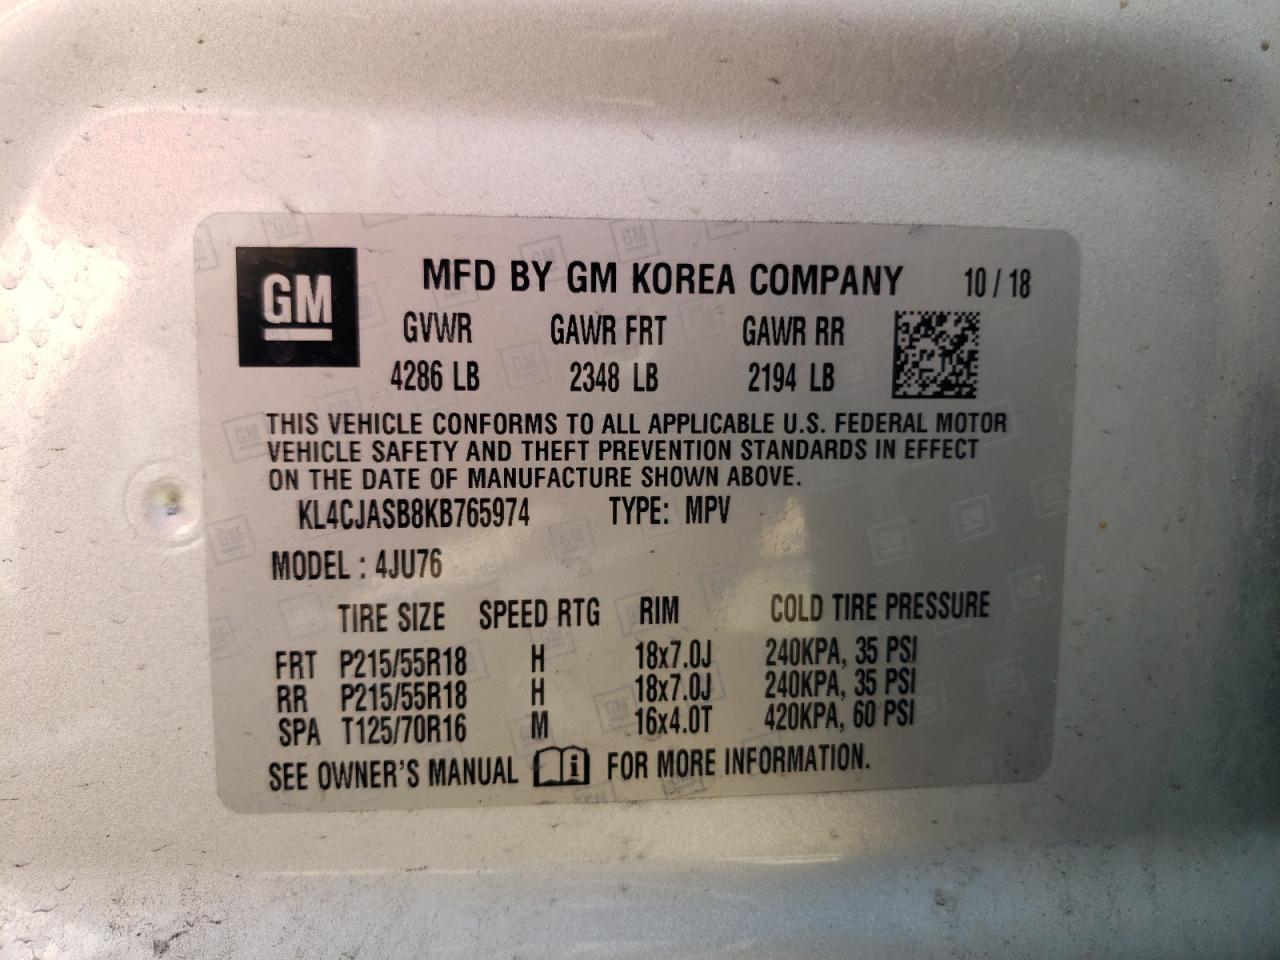 GM
MFD BY GM KOREA COMPANY 10 / 18
GVWR GAWR FRT GAWR RR
4286 LB 2348 LB 2194 LB
THIS VEHICLE CONFORMS TO ALL APPLICABLE U.S. FEDERAL MOTOR
VEHICLE SAFETY AND THEFT PREVENTION STANDARDS IN EFFECT
ON THE DATE OF MANUFACTURE SHOWN ABOVE.
KL4CJASB8KB765974 TYPE: MPV
MODEL : 4JU76
TIRE SIZE SPEED RTG RIM COLD TIRE PRESSURE
FRT P215/55R18 H 18x7.0J 240KPA, 35 PSI
RR P215/55R18 H 18x7.0J 240KPA, 35 PSI
SPA T125/70R16 M 16x4.0T 420KPA, 60 PSI
SEE OWNER'S MANUAL i FOR MORE INFORMATION.